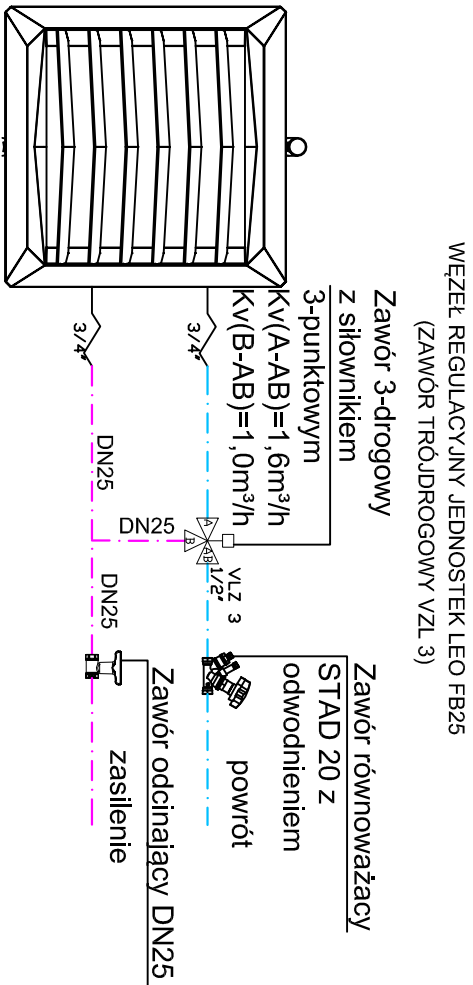 WĘZEŁ REGULACYJNY JEDNOSTEK LEO FB25
(ZAWÓR TRÓJDROGOWY VZL 3)
Zawór 3-drogowy
z siłownikiem
3-punktowym
Kv(A-AB)=1,6m³/h
Kv(B-AB)=1,0m³/h
Zawór równoważacy
STAD 20 z
odwodnieniem
powrót
3/4"
A
AB
B
VLZ 3
1/2"
DN25
3/4"
DN25
DN25
Zawór odcinający DN25
zasilenie